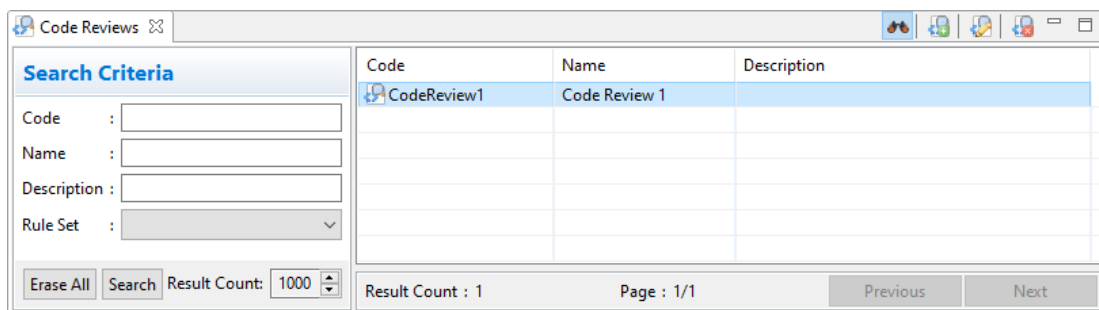 Code Reviews
Search Criteria
Code :
Name :
Description :
Rule Set :
Erase All Search Result Count: 1000
Code Name Description
CodeReview1 Code Review 1
Result Count : 1 Page : 1/1 Previous Next